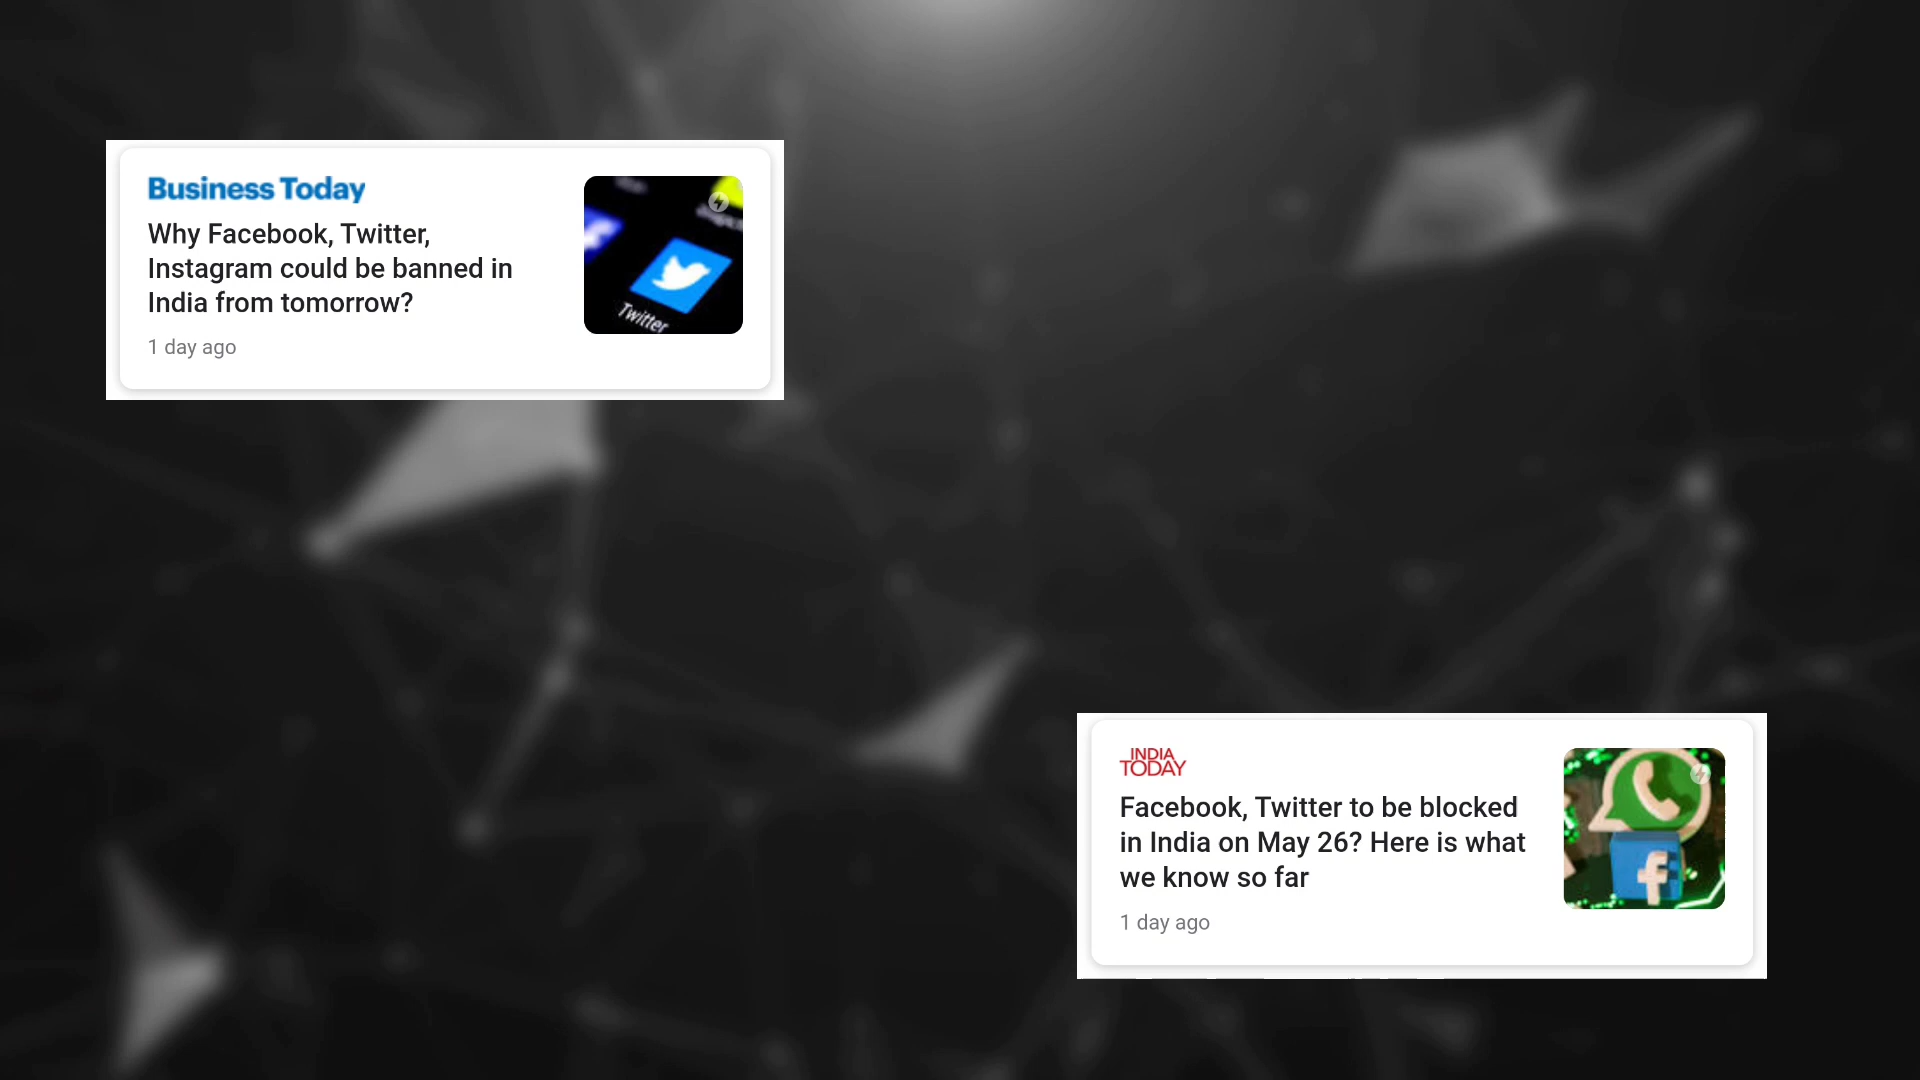 Business Today
Why Facebook, Twitter,
Instagram could be banned in
India from tomorrow?
1 day ago
Twitter
INDIA
TODAY
Facebook, Twitter to be blocked
in India on May 26? Here is what
we know so far
1 day ago